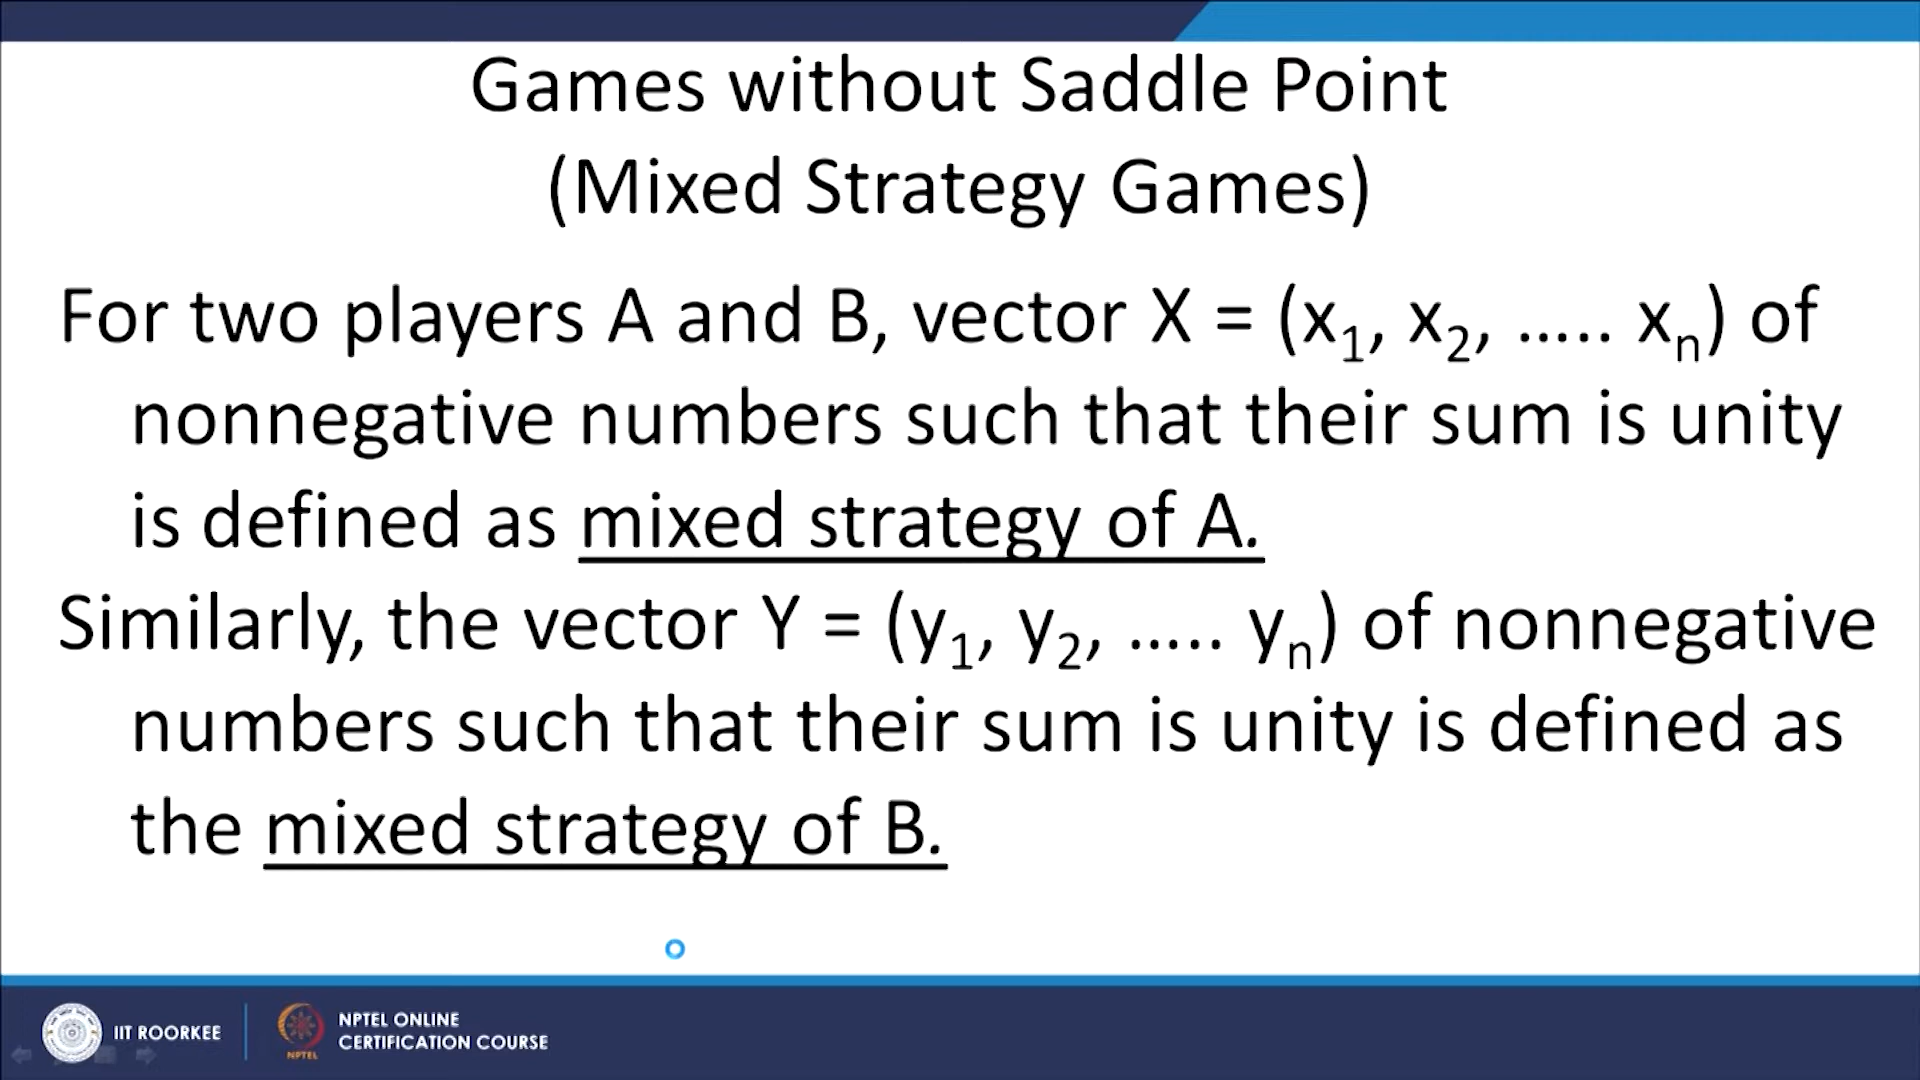 Games without Saddle Point
(Mixed Strategy Games)
For two players A and B, vector X = (x₁, x₂, ….. xₙ) of
nonnegative numbers such that their sum is unity
is defined as mixed strategy of A.
Similarly, the vector Y = (y₁, y₂, ….. yₙ) of nonnegative
numbers such that their sum is unity is defined as
the mixed strategy of B.
IIT ROORKEE
NPTEL
NPTEL ONLINE
CERTIFICATION COURSE